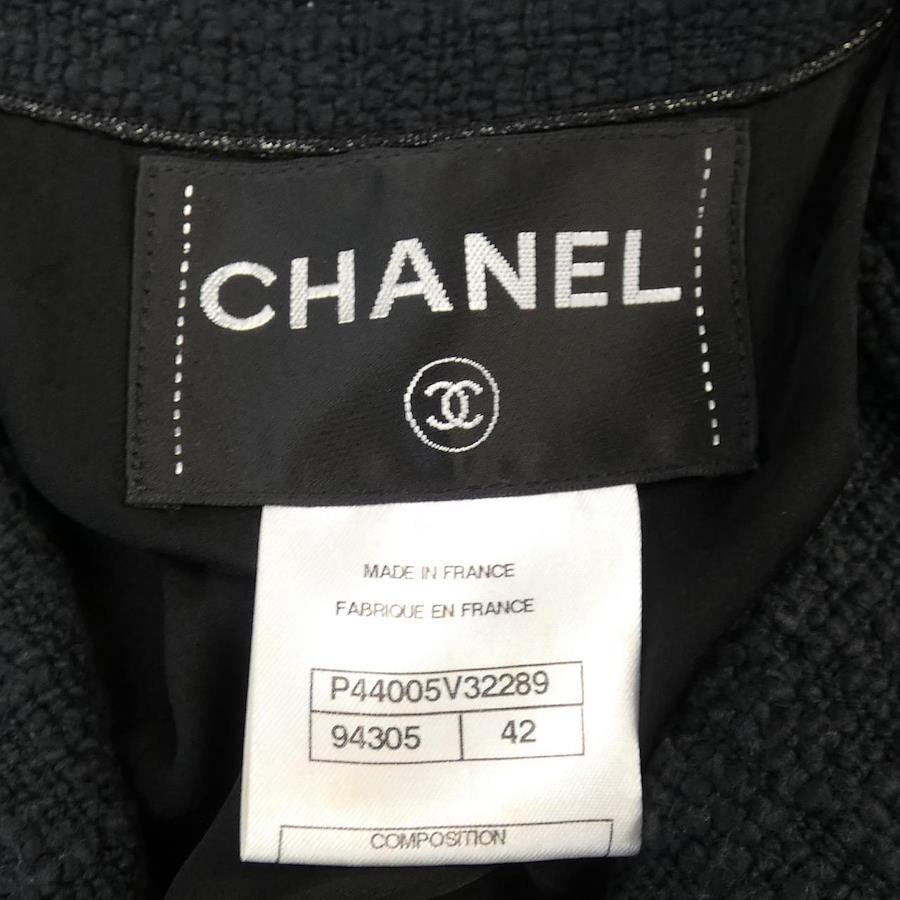 CHANEL
MADE IN FRANCE
FABRIQUE EN FRANCE
P44005V32289
94305 42
COMPOSITION